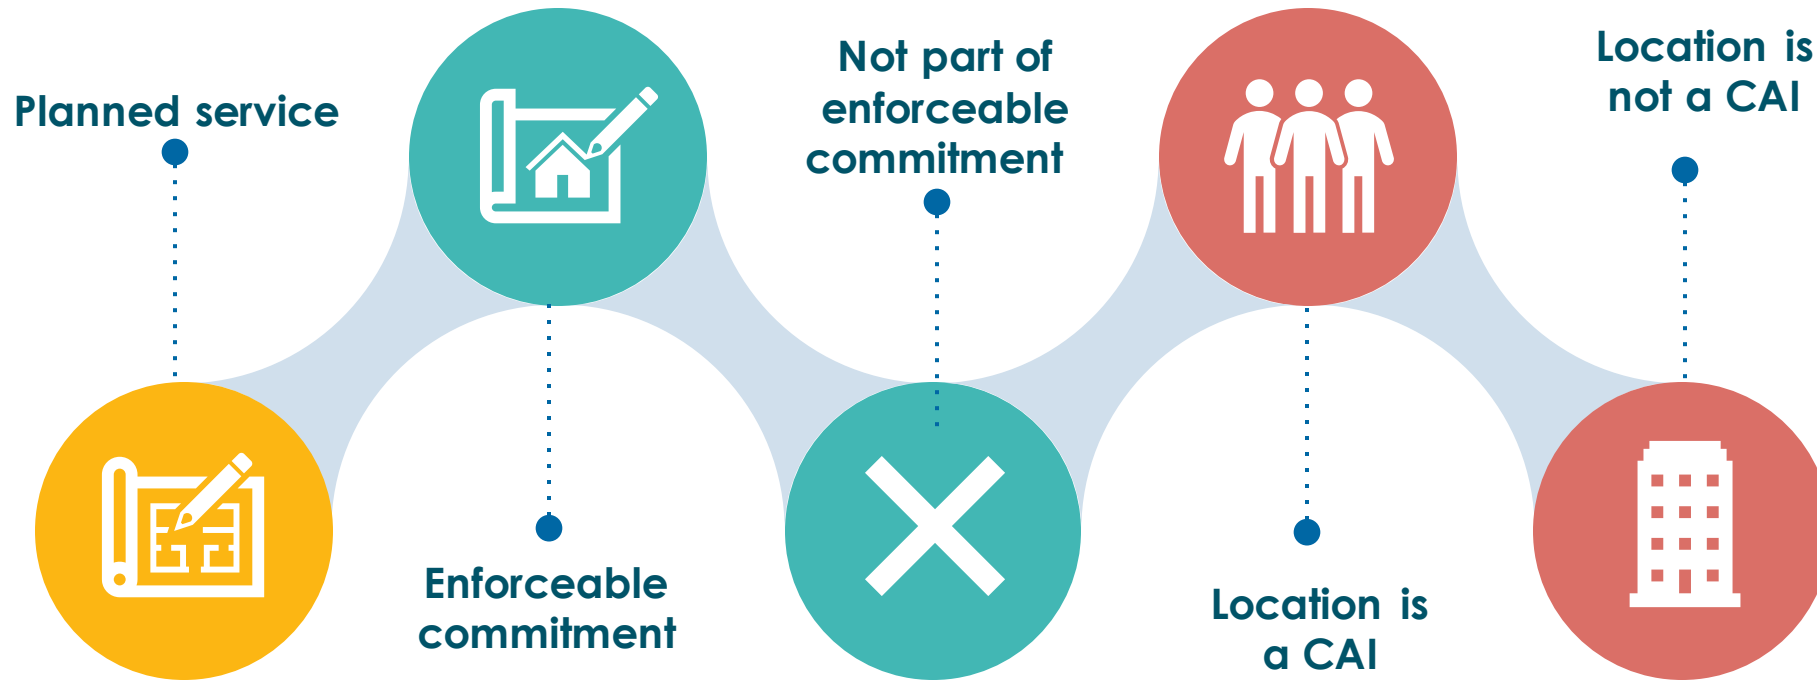 Planned service
Enforceable
commitment
Not part of
enforceable
commitment
Location is
a CAI
Location is
not a CAI